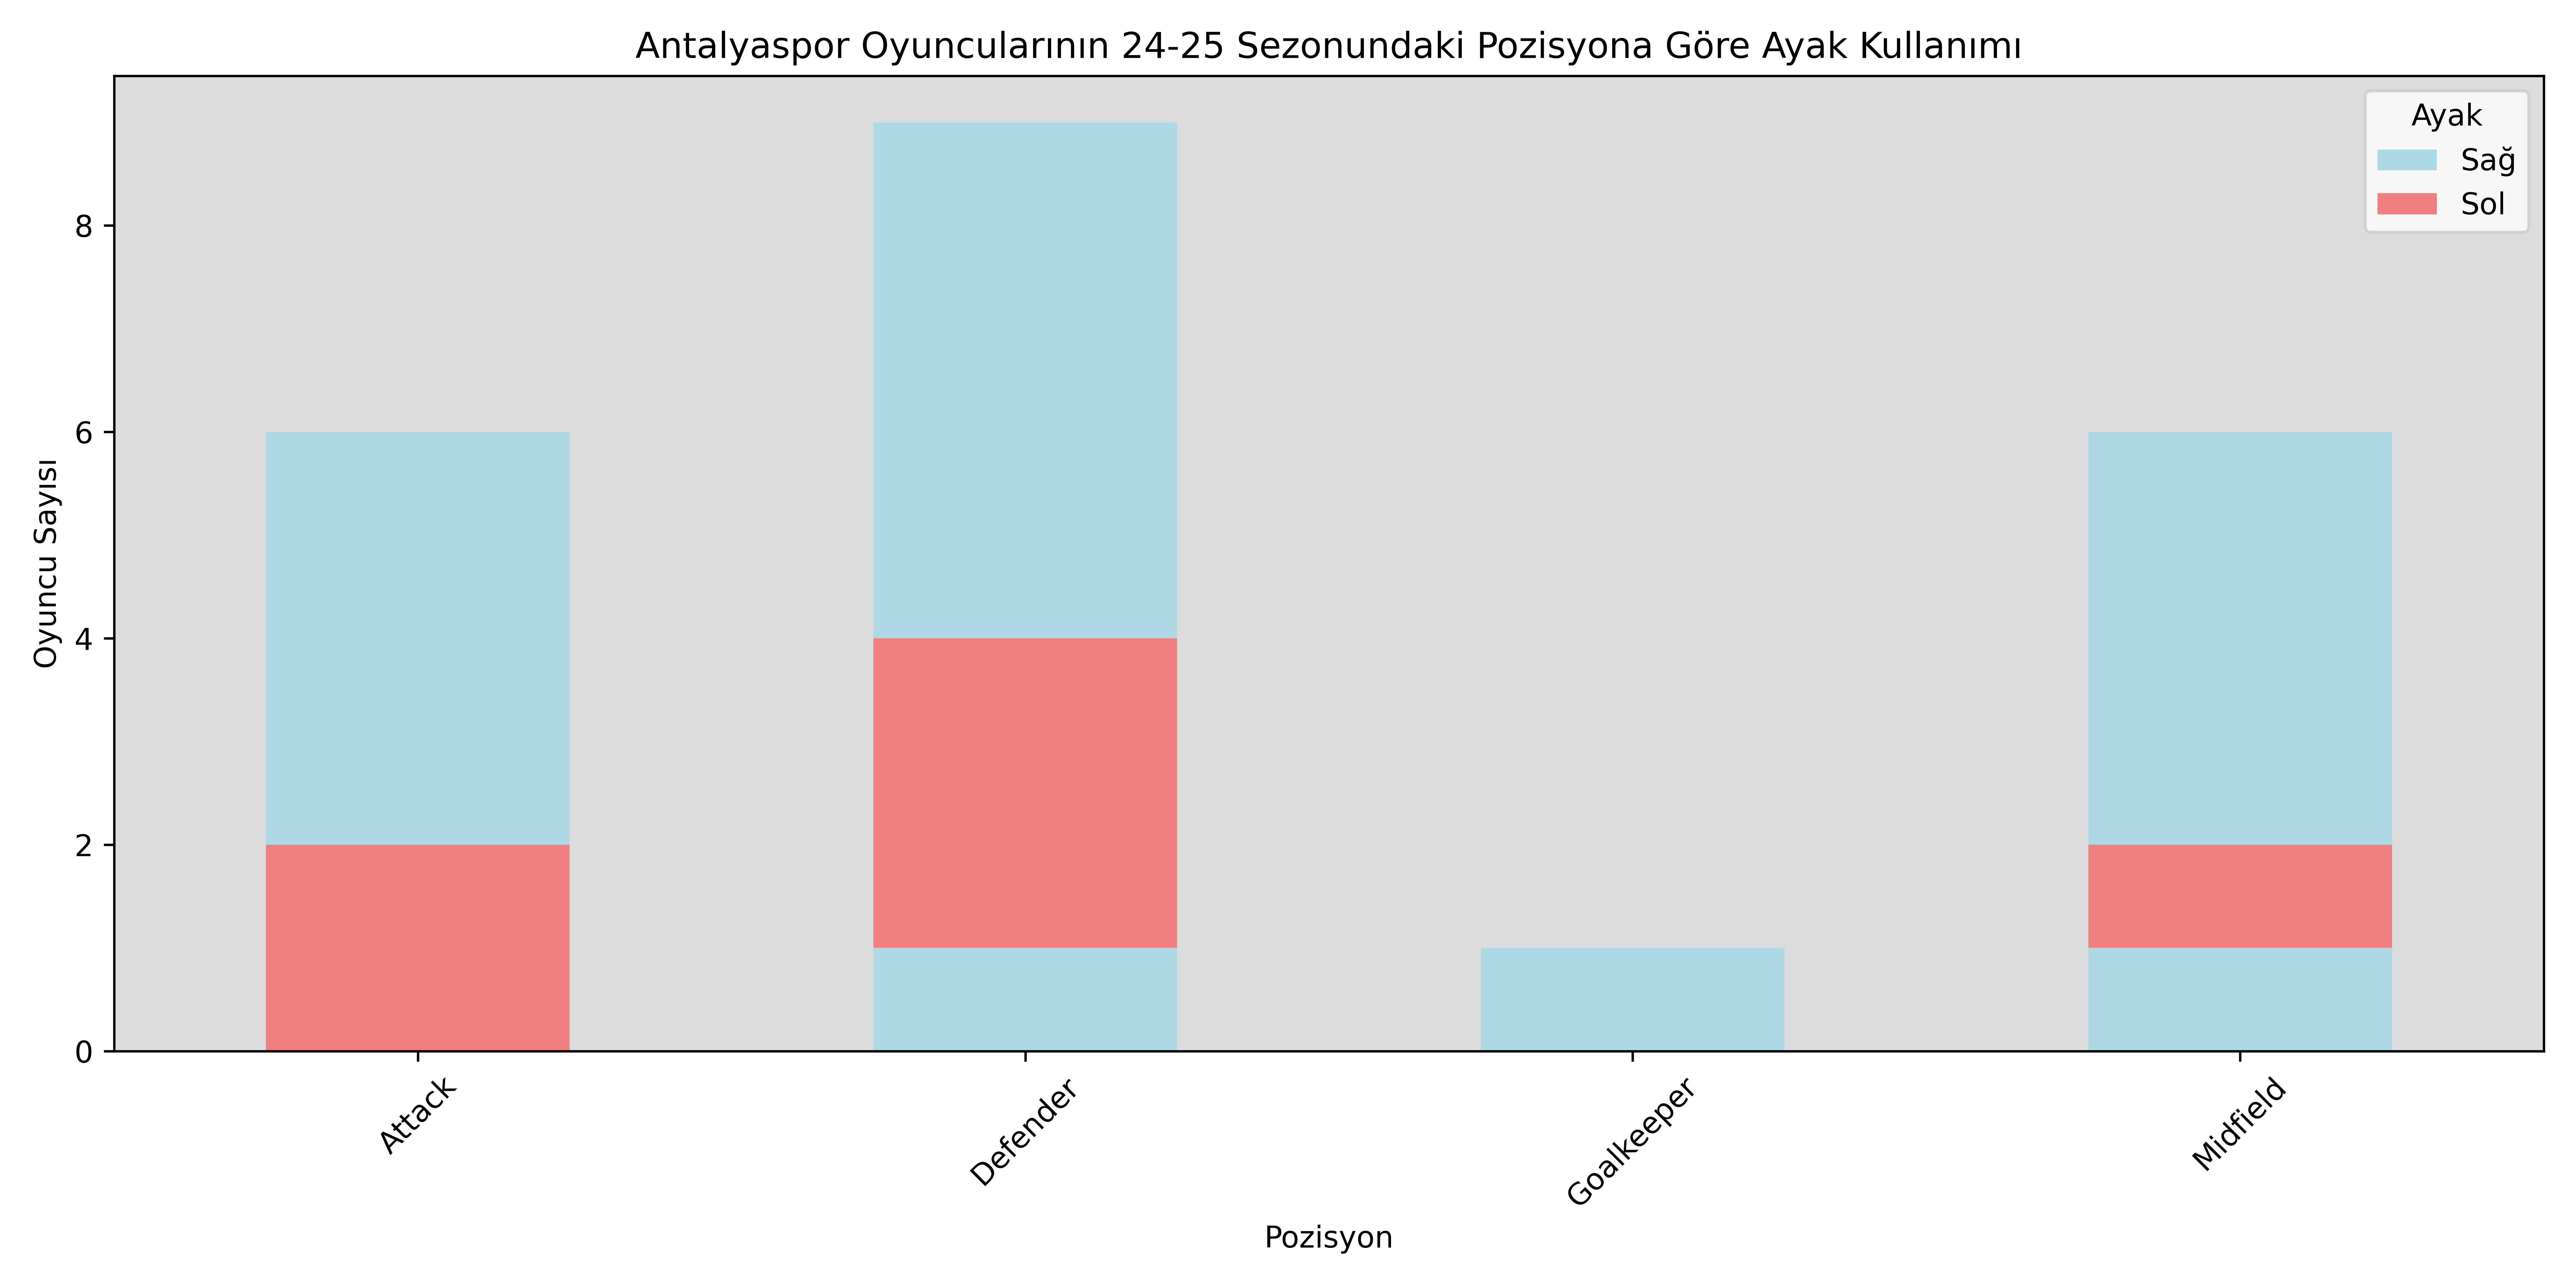 Antalyaspor Oyuncularının 24-25 Sezonundaki Pozisyona Göre Ayak Kullanımı
Ayak
Sağ
Sol
Oyuncu Sayısı
8
6
4
2
0
Attack
Defender
Goalkeeper
Midfield
Pozisyon